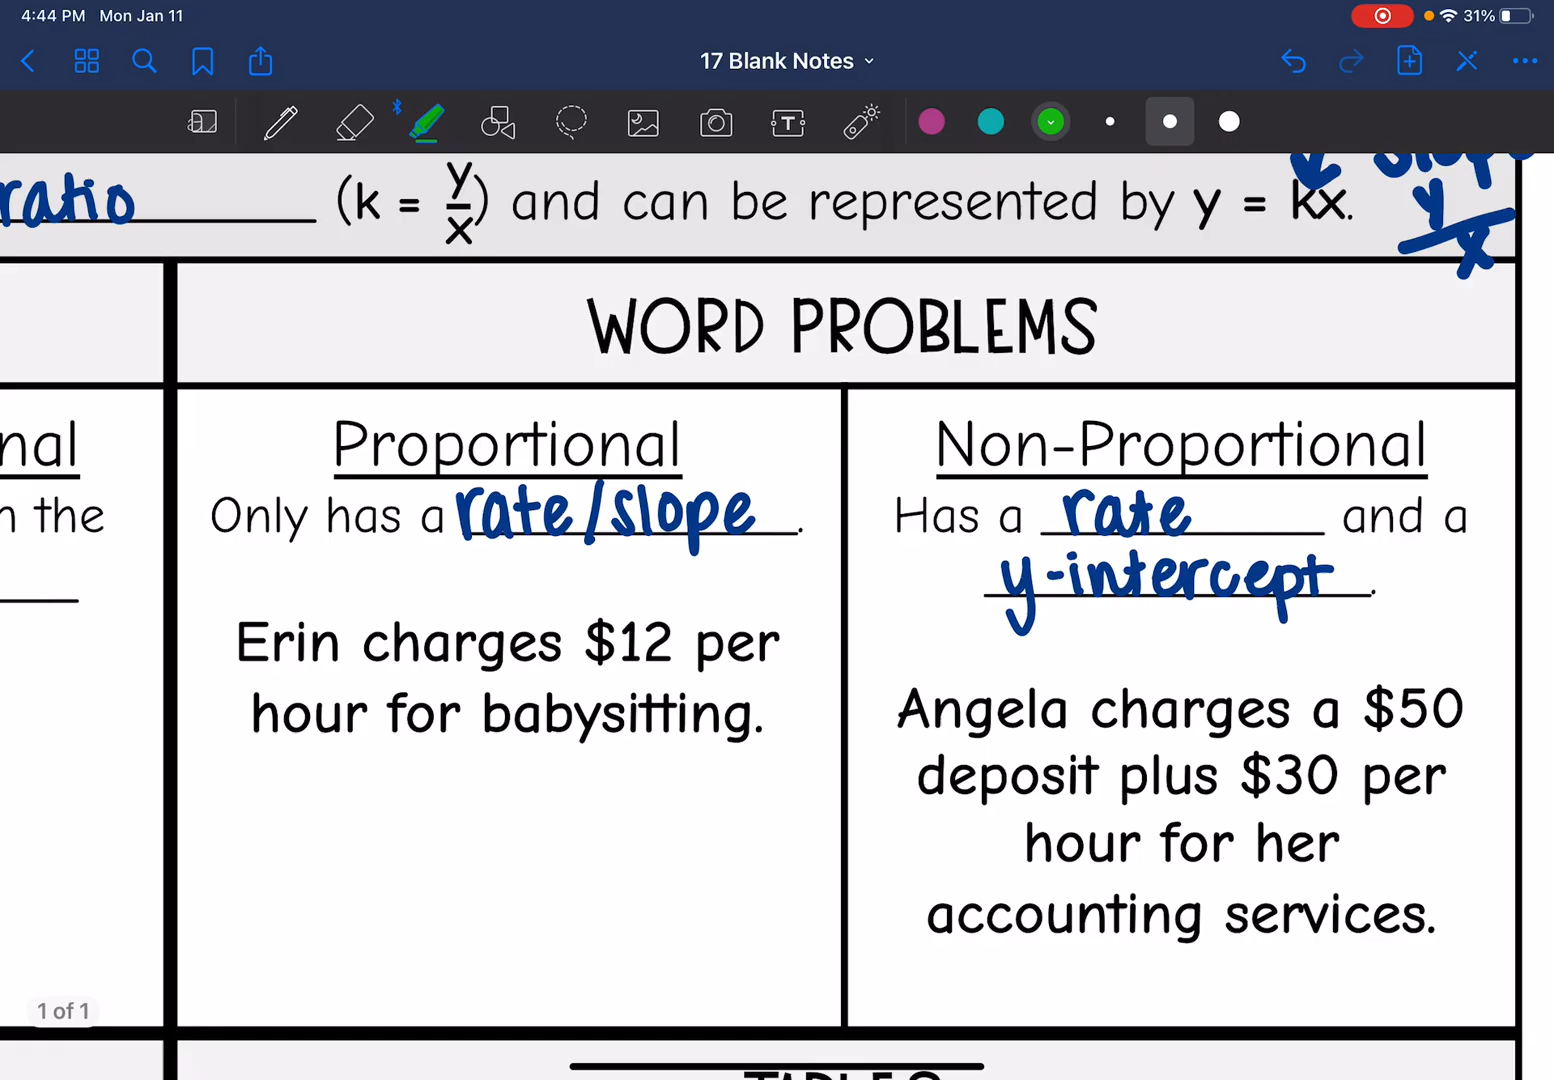 4:44 PM Mon Jan 11
31%
17 Blank Notes
T
slope
y
x
ratio (k = y/x) and can be represented by y = kx.
WORD PROBLEMS
nal
n the
Proportional
Only has a rate/slope.
Erin charges $12 per
hour for babysitting.
Non-Proportional
Has a rate and a
y-intercept.
Angela charges a $50
deposit plus $30 per
hour for her
accounting services.
1 of 1